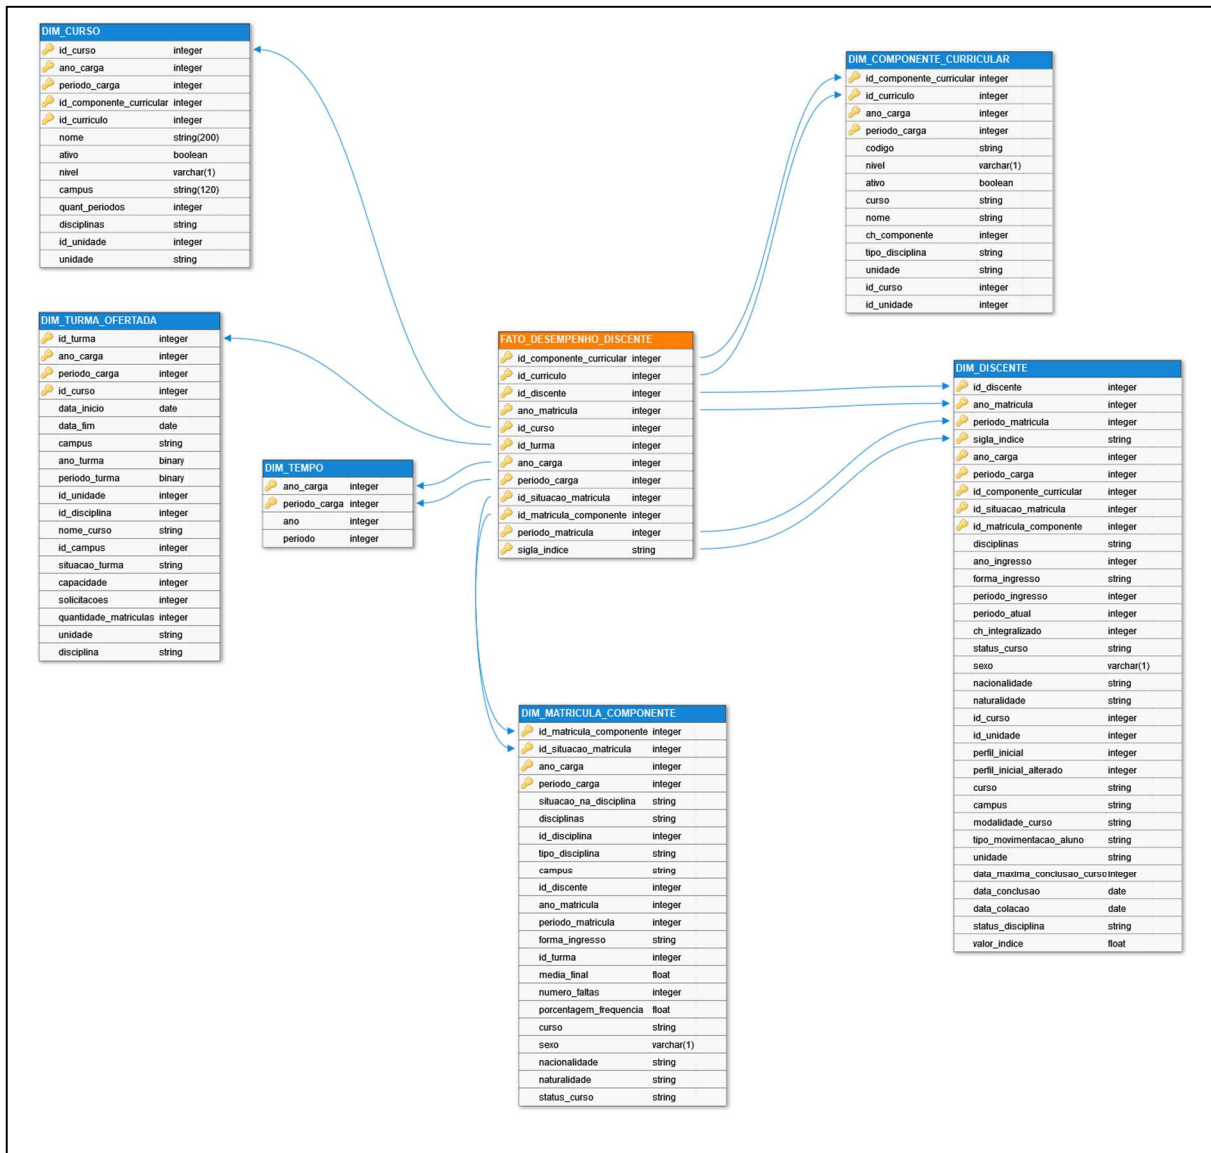 DIM_CURSO
id_curso integer
ano_carga integer
periodo_carga integer
id_componente_curricular integer
id_curriculo integer
nome string(200)
ativo boolean
nivel varchar(1)
campus string(120)
quant_periodos integer
disciplinas string
id_unidade integer
unidade string
DIM_COMPONENTE_CURRICULAR
id_componente_curricular integer
id_curriculo integer
ano_carga integer
periodo_carga integer
codigo string
nivel varchar(1)
ativo boolean
curso string
nome string
ch_componente integer
tipo_disciplina string
unidade string
id_curso integer
id_unidade integer
DIM_TURMA_OFERTADA
id_turma integer
ano_carga integer
periodo_carga integer
id_curso integer
data_inicio date
data_fim date
campus string
ano_turma binary
periodo_turma binary
id_unidade integer
id_disciplina integer
nome_curso string
id_campus integer
situacao_turma string
capacidade integer
solicitacoes integer
quantidade_matriculas integer
unidade string
disciplina string
DIM_TEMPO
ano_carga integer
periodo_carga integer
ano integer
periodo integer
FATO_DESEMPENHO_DISCENTE
id_componente_curricular integer
id_curriculo integer
id_discente integer
ano_matricula integer
id_curso integer
id_turma integer
ano_carga integer
periodo_carga integer
id_situacao_matricula integer
id_matricula_componente integer
periodo_matricula integer
sigla_indice string
DIM_DISCENTE
id_discente integer
ano_matricula integer
periodo_matricula integer
sigla_indice string
ano_carga integer
periodo_carga integer
id_componente_curricular integer
id_situacao_matricula integer
id_matricula_componente integer
disciplinas string
ano_ingresso integer
forma_ingresso string
periodo_ingresso integer
periodo_atual integer
ch_integralizado integer
status_curso string
sexo varchar(1)
nacionalidade string
naturalidade string
id_curso integer
id_unidade integer
perfil_inicial integer
perfil_inicial_alterado integer
curso string
campus string
modalidade_curso string
tipo_movimentacao_aluno string
unidade string
data_maxima_conclusao_curso integer
data_conclusao date
data_colacao date
status_disciplina string
valor_indice float
DIM_MATRICULA_COMPONENTE
id_matricula_componente integer
id_situacao_matricula integer
ano_carga integer
periodo_carga integer
situacao_na_disciplina string
disciplinas string
id_disciplina integer
tipo_disciplina string
campus string
id_discente integer
ano_matricula integer
periodo_matricula integer
forma_ingresso string
id_turma integer
media_final float
numero_faltas integer
porcentagem_frequencia float
curso string
sexo varchar(1)
nacionalidade string
naturalidade string
status_curso string